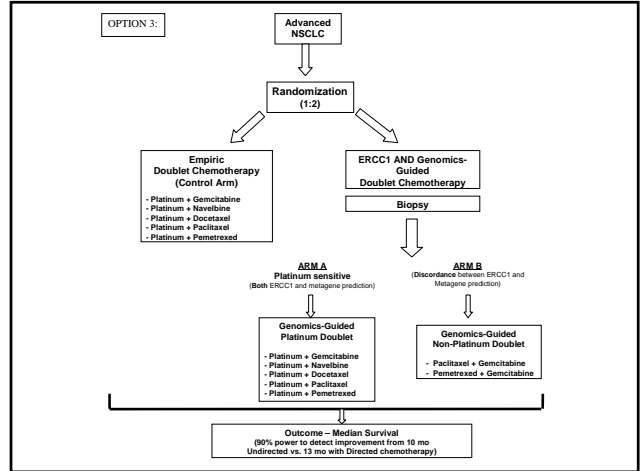 OPTION 3:
Advanced
NSCLC
Randomization
(1:2)
Empiric
Doublet Chemotherapy
(Control Arm)
- Platinum + Gemcitabine
- Platinum + Navelbine
- Platinum + Docetaxel
- Platinum + Paclitaxel
- Platinum + Pemetrexed
ERCC1 AND Genomics-
Guided
Doublet Chemotherapy
Biopsy
ARM A
Platinum sensitive
(Both ERCC1 and metagene prediction)
ARM B
(Discordance between ERCC1 and
Metagene prediction)
Genomics-Guided
Platinum Doublet
- Platinum + Gemcitabine
- Platinum + Navelbine
- Platinum + Docetaxel
- Platinum + Paclitaxel
- Platinum + Pemetrexed
Genomics-Guided
Non-Platinum Doublet
- Paclitaxel + Gemcitabine
- Pemetrexed + Gemcitabine
Outcome – Median Survival
(90% power to detect improvement from 10 mo
Undirected vs. 13 mo with Directed chemotherapy)